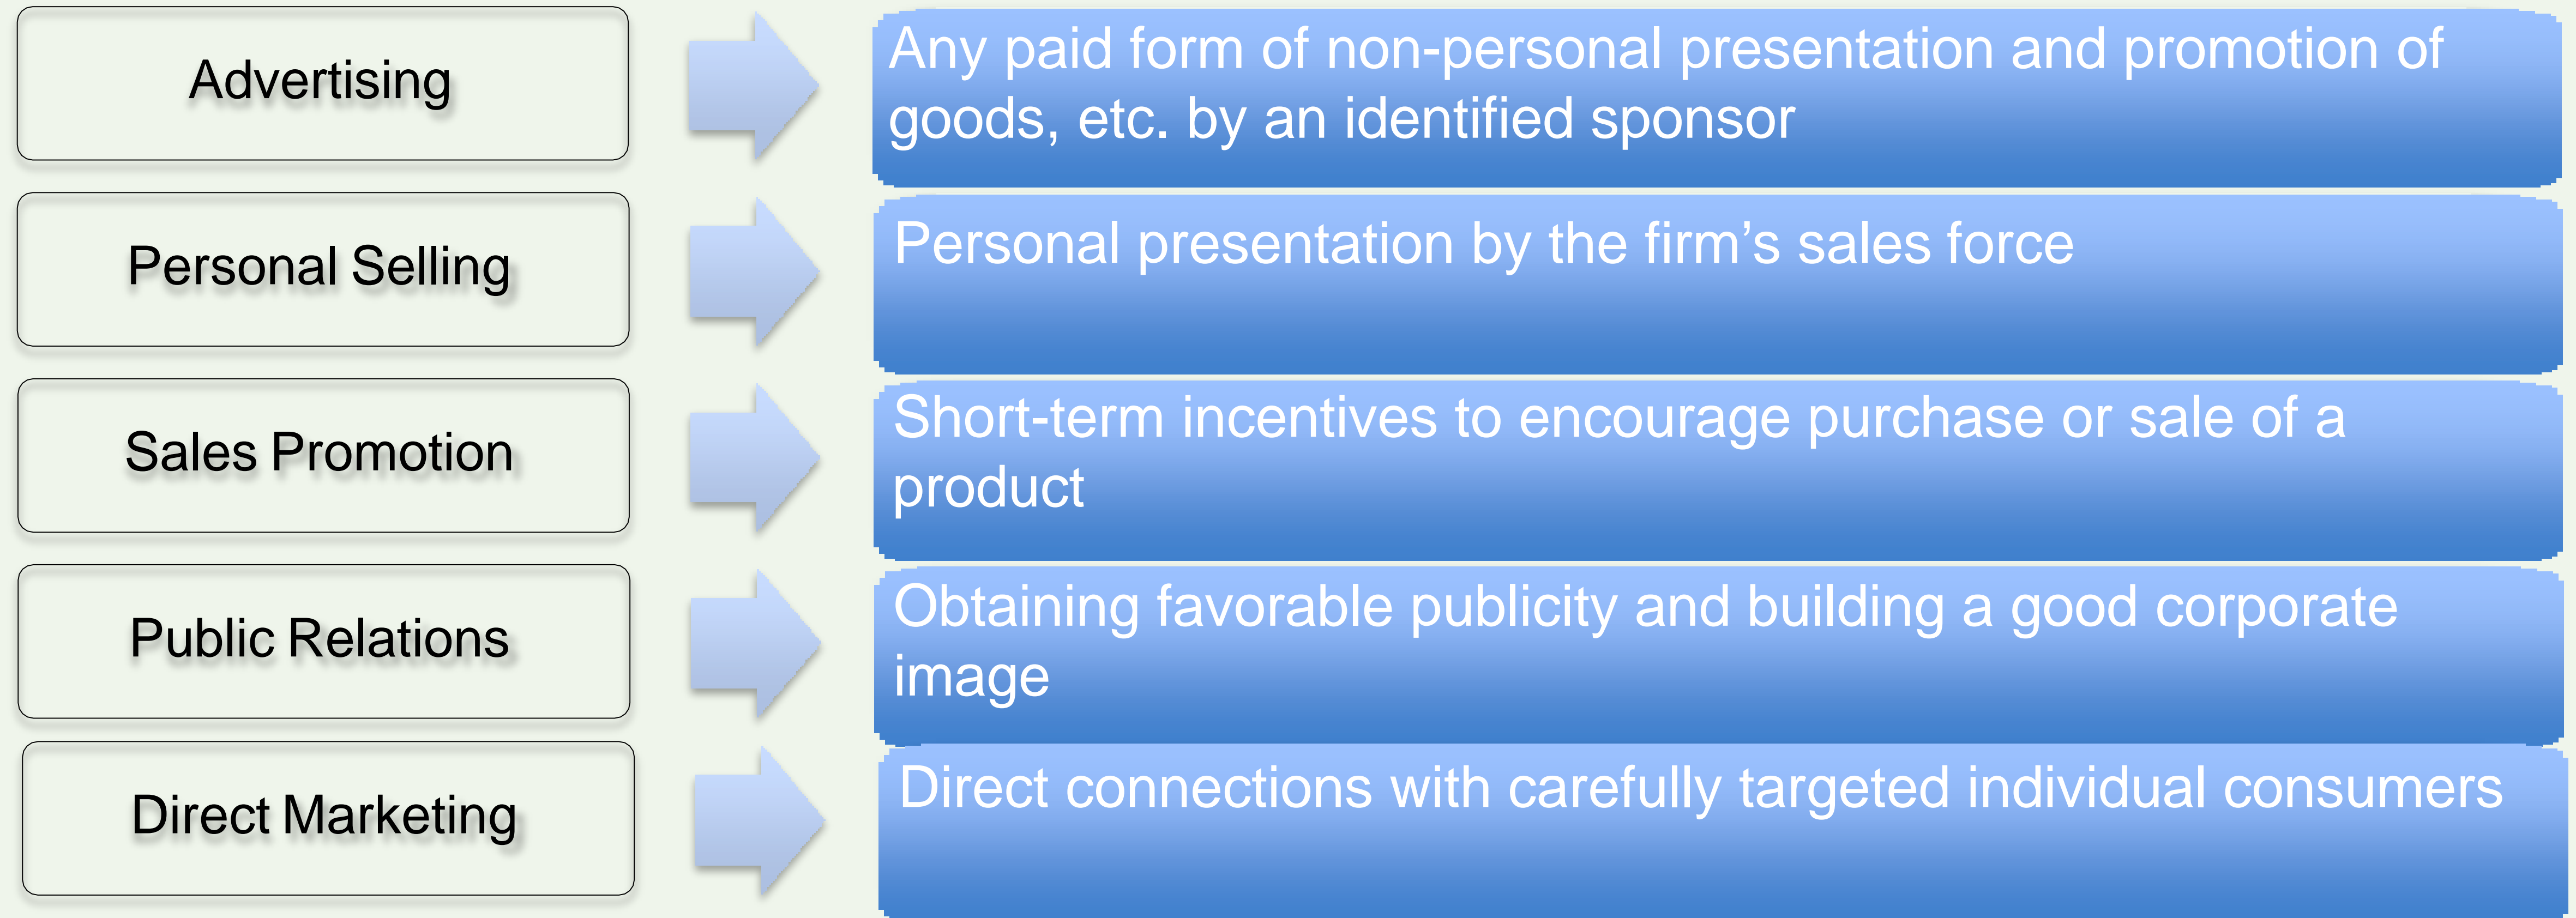 Advertising
Any paid form of non-personal presentation and promotion of
goods, etc. by an identified sponsor
Personal Selling
Personal presentation by the firm’s sales force
Sales Promotion
Short-term incentives to encourage purchase or sale of a
product
Public Relations
Obtaining favorable publicity and building a good corporate
image
Direct Marketing
Direct connections with carefully targeted individual consumers